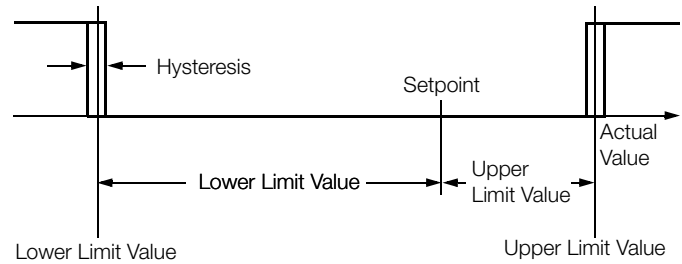 Hysteresis
Setpoint
Actual
Value
Lower Limit Value
Upper
Limit Value
Lower Limit Value
Upper Limit Value